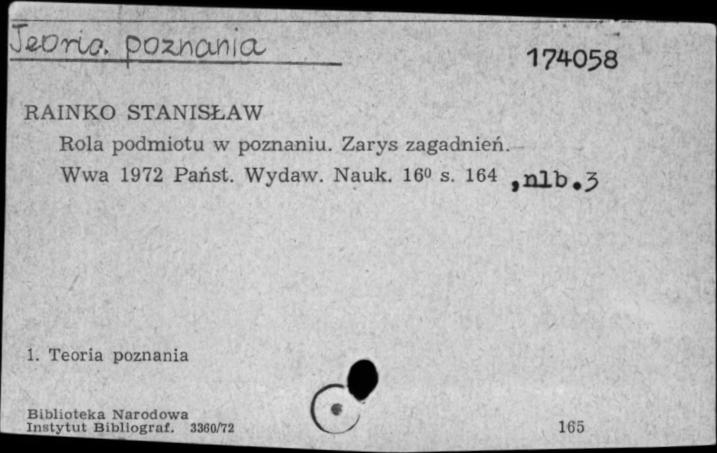 Teoria poznania
174058
RAINKO STANISŁAW
Rola podmiotu w poznaniu. Zarys zagadnień.
Wwa 1972 Państ. Wydaw. Nauk. 16⁰ s. 164 ,nlb.3
1. Teoria poznania
Biblioteka Narodowa
Instytut Bibliograf. 3360/72
165